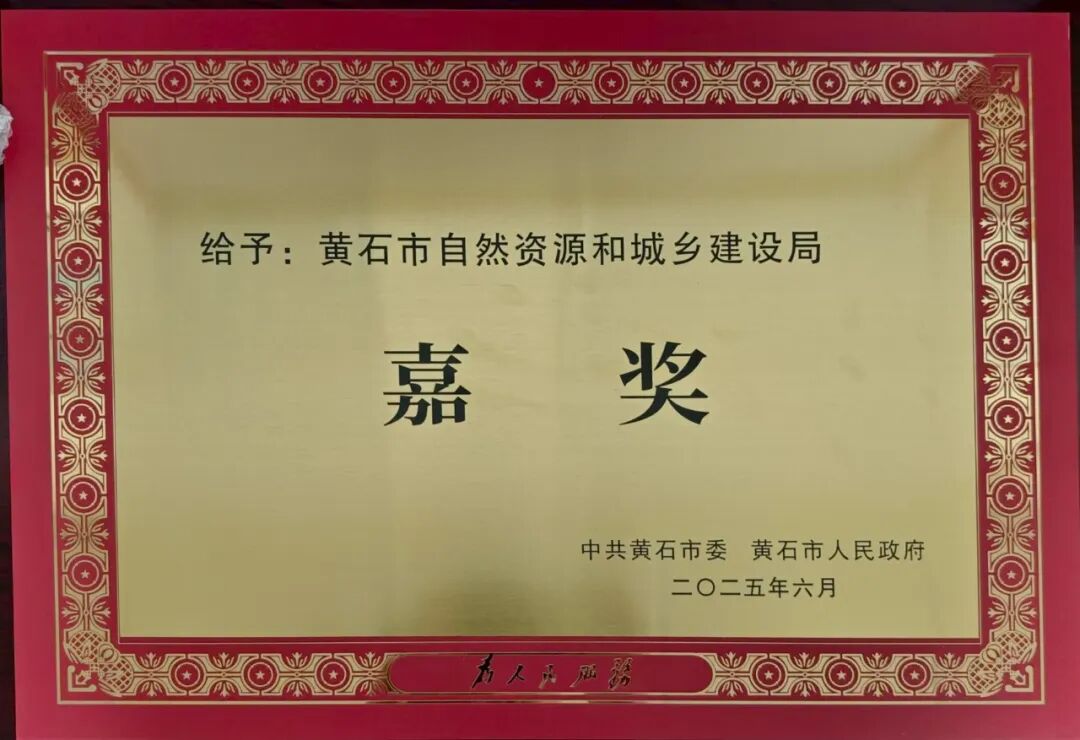 给予：黄石市自然资源和城乡建设局
嘉 奖
中共黄石市委 黄石市人民政府
二〇二五年六月
为人民服务